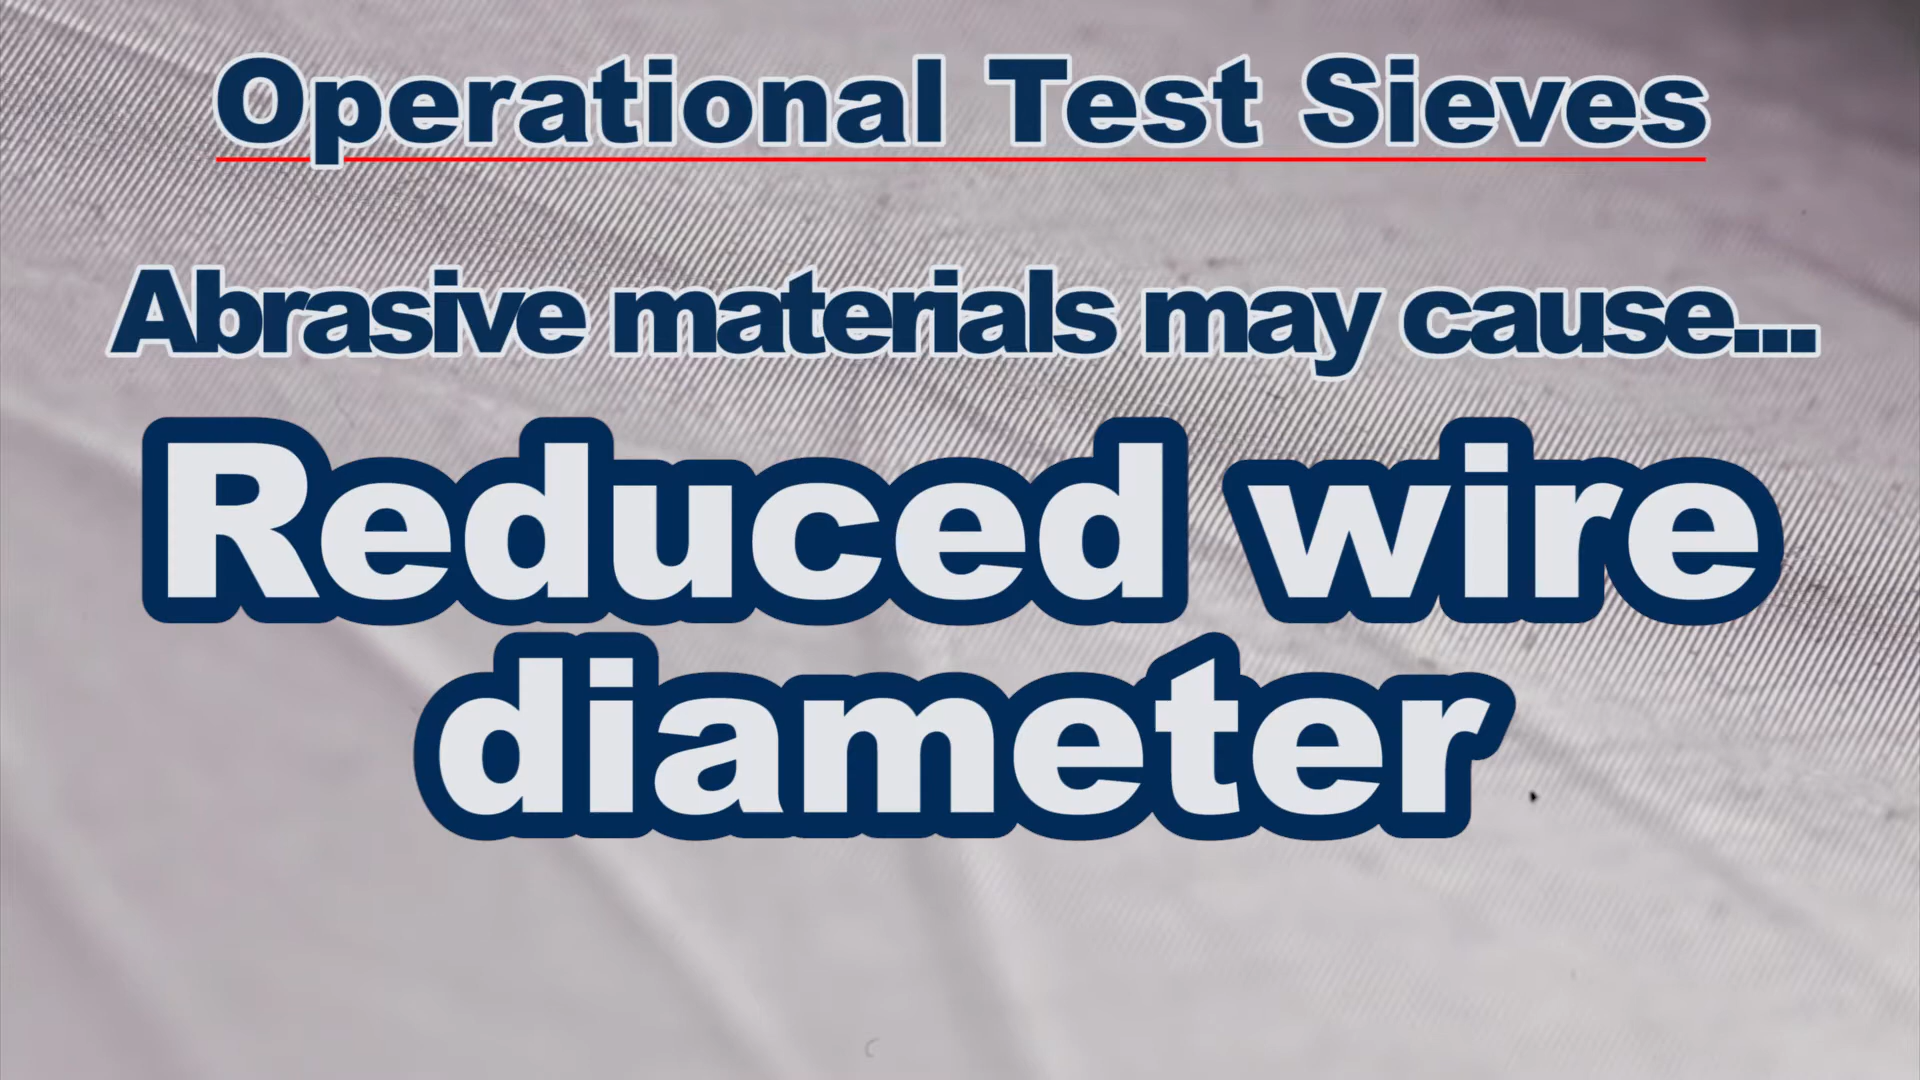 Operational Test Sieves
Abrasive materials may cause...
Reduced wire
diameter